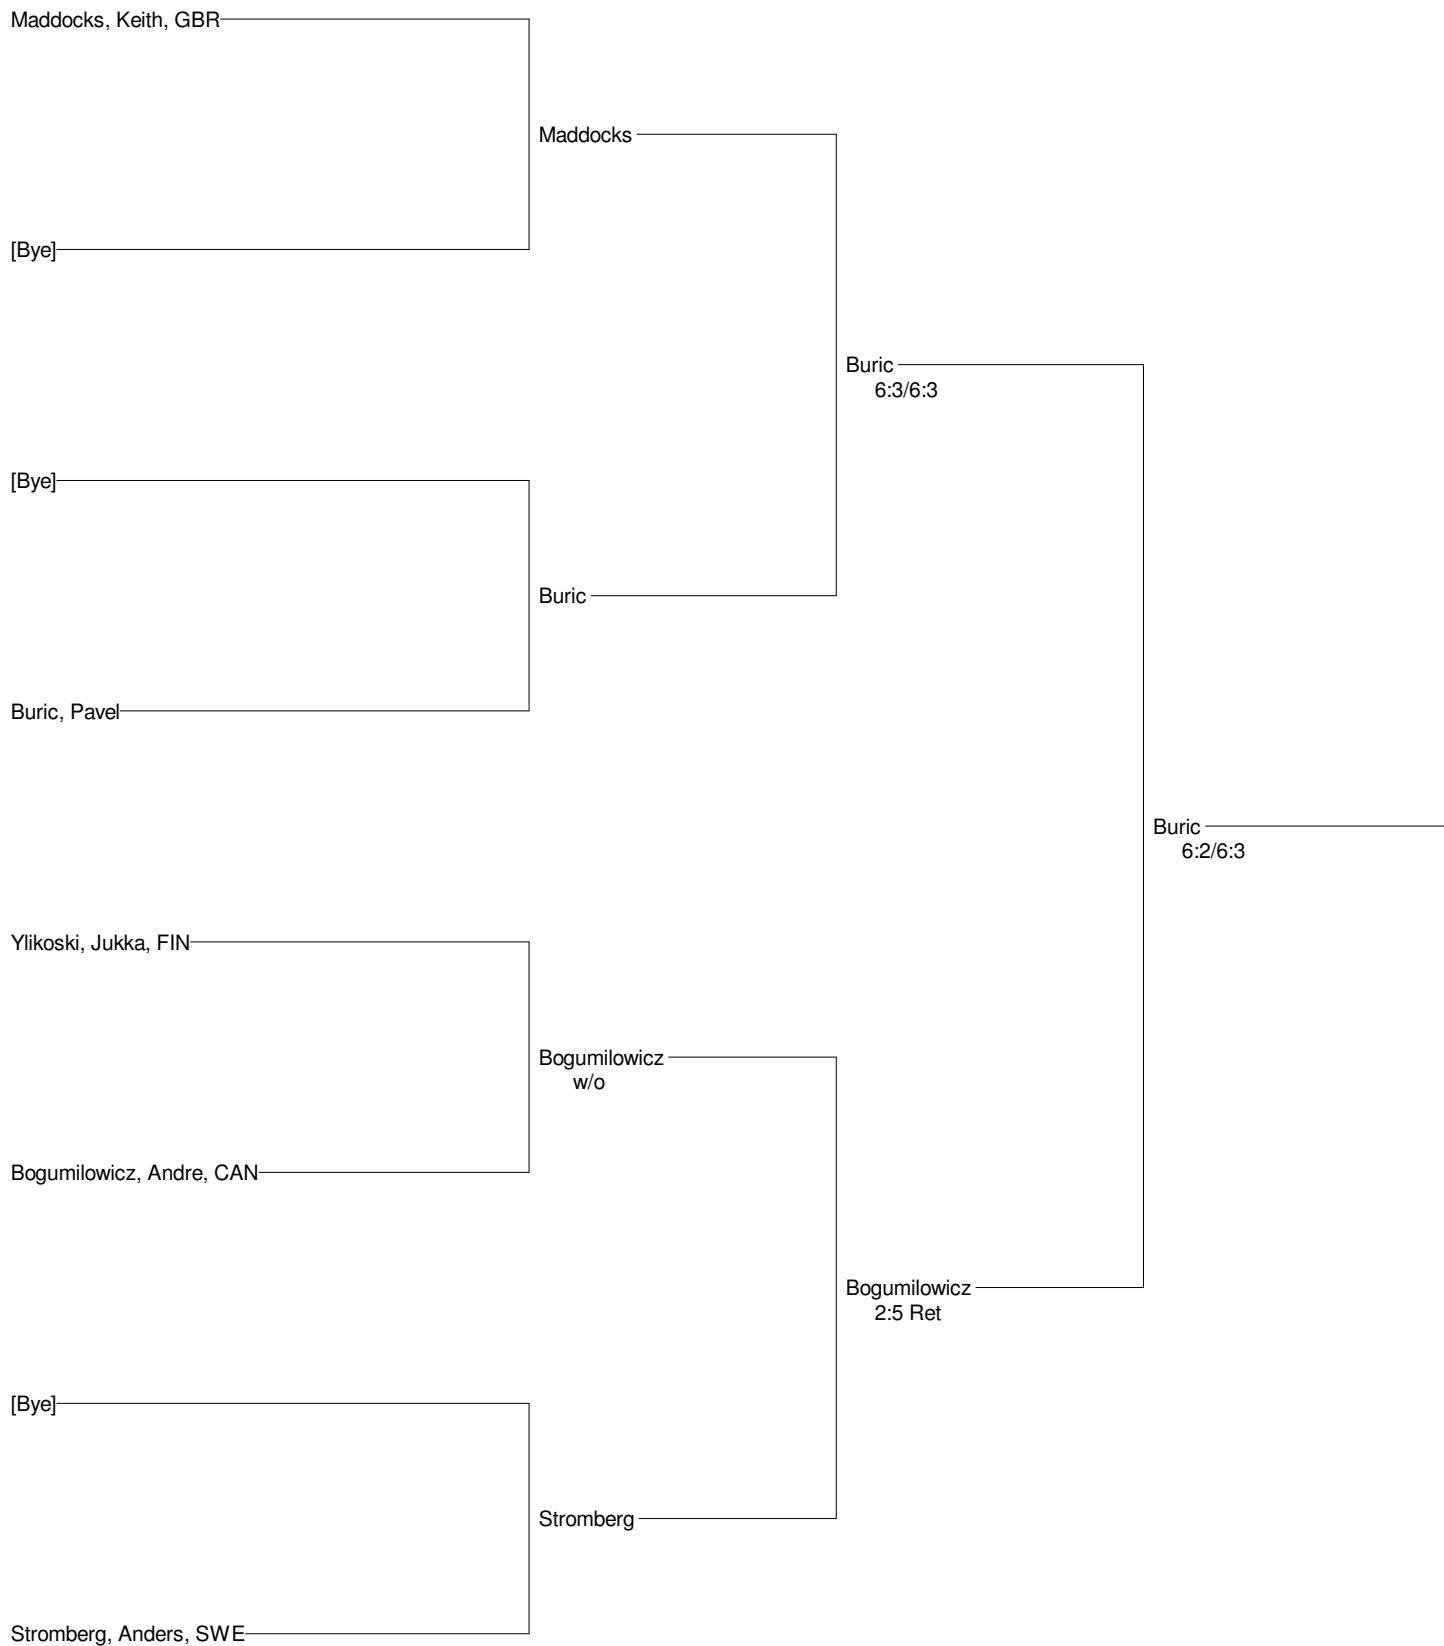 Maddocks, Keith, GBR
Maddocks
[Bye]
Buric
6:3/6:3
[Bye]
Buric
Buric, Pavel
Buric
6:2/6:3
Ylikoski, Jukka, FIN
Bogumilowicz
w/o
Bogumilowicz, Andre, CAN
Bogumilowicz
2:5 Ret
[Bye]
Stromberg
Stromberg, Anders, SWE